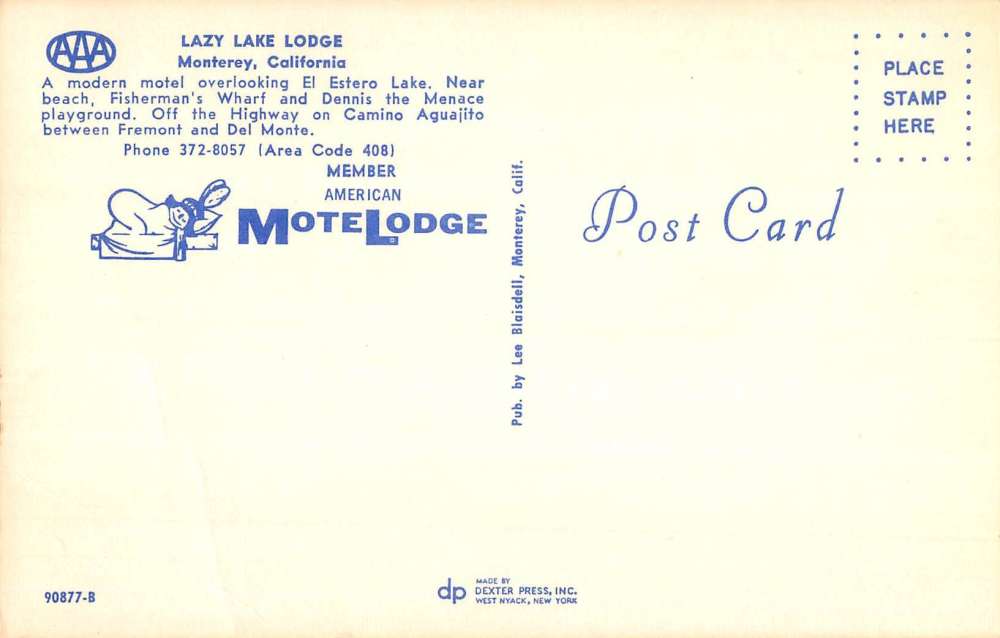 AAA
LAZY LAKE LODGE
Monterey, California
A modern motel overlooking El Estero Lake. Near
beach, Fisherman's Wharf and Dennis the Menace
playground. Off the Highway on Camino Aguajito
between Fremont and Del Monte.
Phone 372-8057 (Area Code 408)
MEMBER
AMERICAN
MOTELODGE
Pub. by Lee Blaisdell, Monterey, Calif.
PLACE
STAMP
HERE
Post Card
90877-B
dp
MADE BY
DEXTER PRESS, INC.
WEST NYACK, NEW YORK